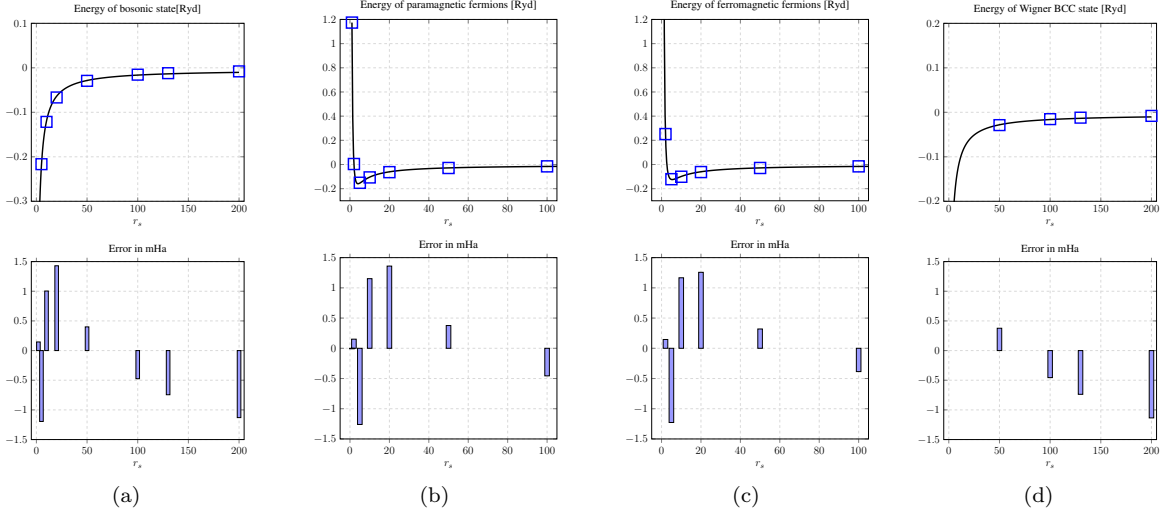 Energy of bosonic state[Ryd]
0.1
0
−0.1
−0.2
−0.3
0 50 100 150 200
r_s
Energy of paramagnetic fermions [Ryd]
1.2
1
0.8
0.6
0.4
0.2
0
−0.2
0 20 40 60 80 100
r_s
Energy of ferromagnetic fermions [Ryd]
1.2
1
0.8
0.6
0.4
0.2
0
−0.2
0 20 40 60 80 100
r_s
Energy of Wigner BCC state [Ryd]
0.2
0.1
0
−0.1
−0.2
0 50 100 150 200
r_s
Error in mHa
1.5
1
0.5
0
−0.5
−1
−1.5
0 50 100 150 200
r_s
(a)
Error in mHa
1.5
1
0.5
0
−0.5
−1
−1.5
0 20 40 60 80 100
r_s
(b)
Error in mHa
1.5
1
0.5
0
−0.5
−1
−1.5
0 20 40 60 80 100
r_s
(c)
Error in mHa
1.5
1
0.5
0
−0.5
−1
−1.5
0 50 100 150 200
r_s
(d)